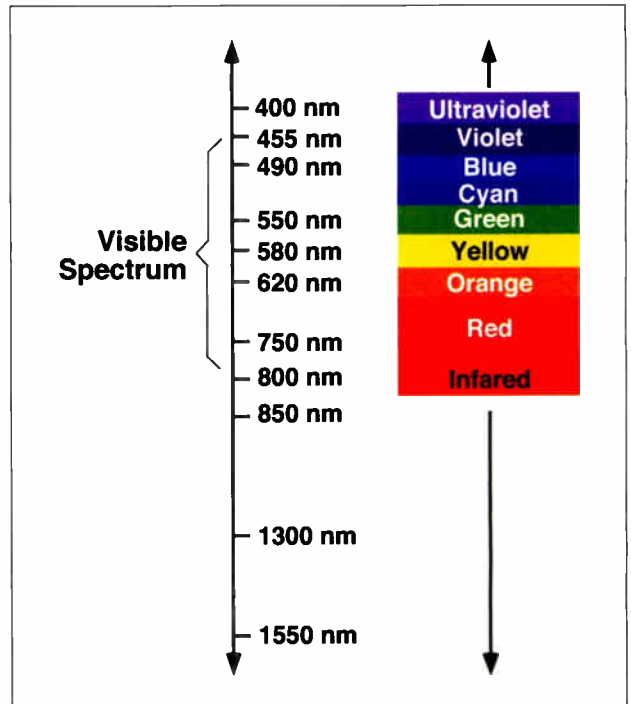 400 nm
455 nm
490 nm
550 nm
580 nm
620 nm
750 nm
800 nm
850 nm
1300 nm
1550 nm
Visible
Spectrum
Ultraviolet
Violet
Blue
Cyan
Green
Yellow
Orange
Red
Infared